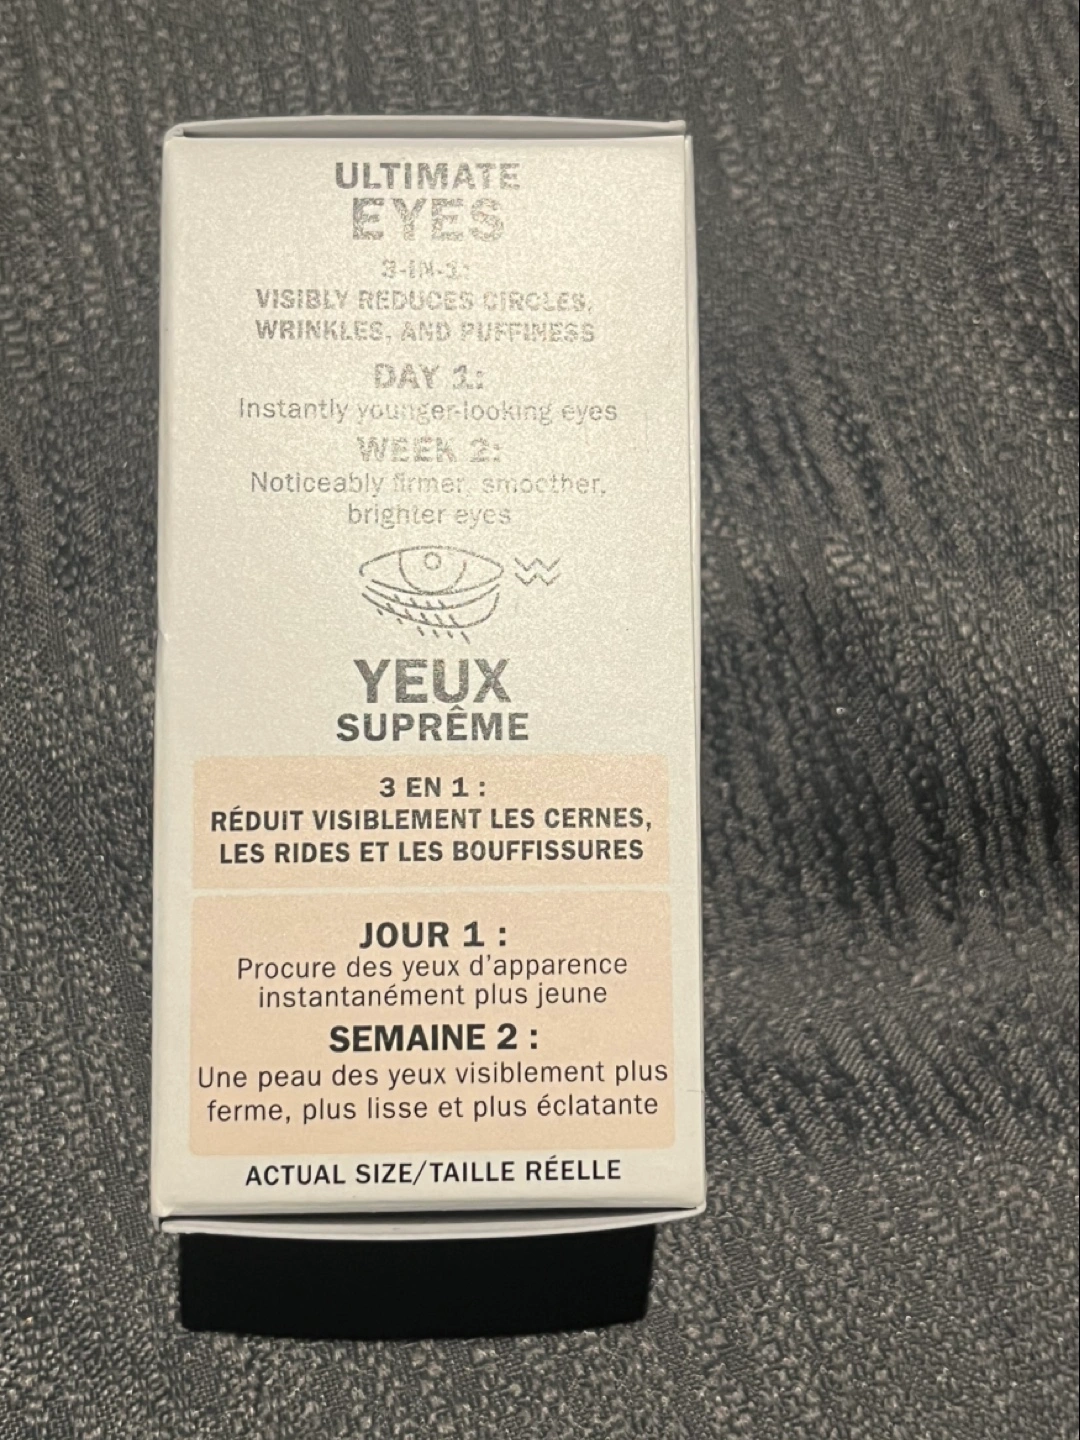 ULTIMATE
EYES
3-IN-1:
VISIBLY REDUCES CIRCLES,
WRINKLES, AND PUFFINESS
DAY 1:
Instantly younger-looking eyes
WEEK 2:
Noticeably firmer, smoother,
brighter eyes
YEUX
SUPRÊME
3 EN 1 :
RÉDUIT VISIBLEMENT LES CERNES,
LES RIDES ET LES BOUFFISSURES
JOUR 1 :
Procure des yeux d'apparence
instantanément plus jeune
SEMAINE 2 :
Une peau des yeux visiblement plus
ferme, plus lisse et plus éclatante
ACTUAL SIZE/TAILLE RÉELLE